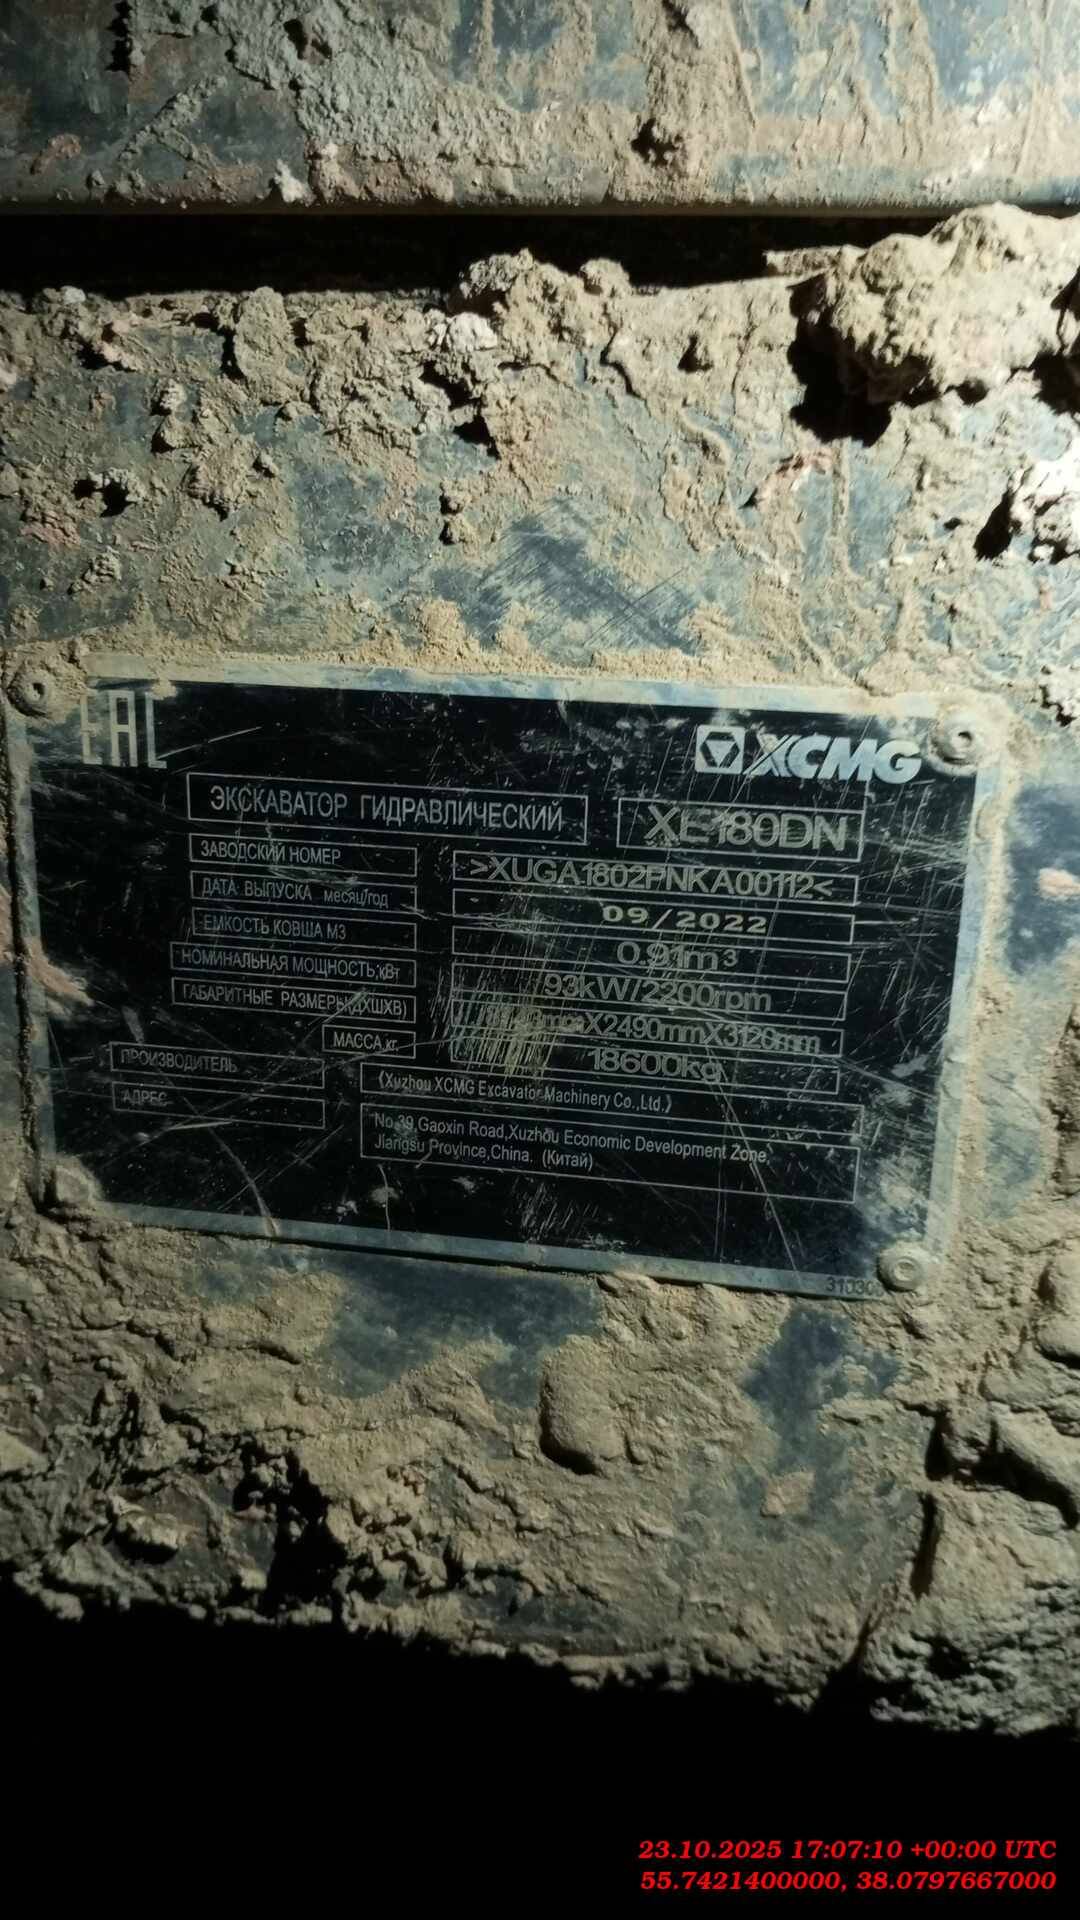 EAC
XCMG
ЭКСКАВАТОР ГИДРАВЛИЧЕСКИЙ XE180DN
ЗАВОДСКИЙ НОМЕР >XUGA1802PNKA00112<
ДАТА ВЫПУСКА месяц/год 09/2022
ЕМКОСТЬ КОВША М3 0.91m³
НОМИНАЛЬНАЯ МОЩНОСТЬ,кВт 93kW/2200rpm
ГАБАРИТНЫЕ РАЗМЕРЫ(ДХШХВ) X2490mmX3120mm
МАССА,кг. 18600kg
ПРОИЗВОДИТЕЛЬ 《Xuzhou XCMG Excavator Machinery Co.,Ltd.》
АДРЕС No.39,Gaoxin Road,Xuzhou Economic Development Zone,
Jiangsu Province,China. (Китай)
31030
23.10.2025 17:07:10 +00:00 UTC
55.7421400000, 38.0797667000